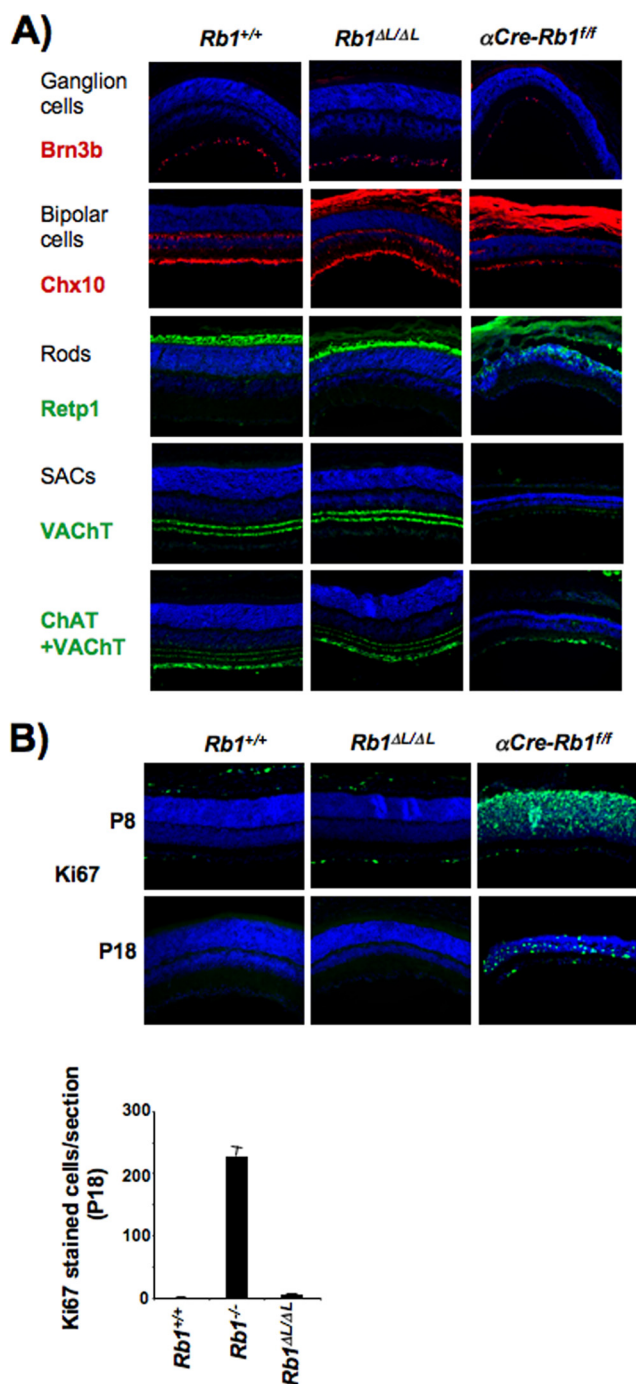 A)
Rb1+/+ Rb1ΔL/ΔL αCre-Rb1f/f
Ganglion
cells
Brn3b
Bipolar
cells
Chx10
Rods
Retp1
SACs
VAChT
ChAT
+VAChT
B)
Rb1+/+ Rb1ΔL/ΔL αCre-Rb1f/f
P8
Ki67
P18
Ki67 stained cells/section
(P18)
300
200
100
0
Rb1+/+
Rb1-/-
Rb1ΔL/ΔL